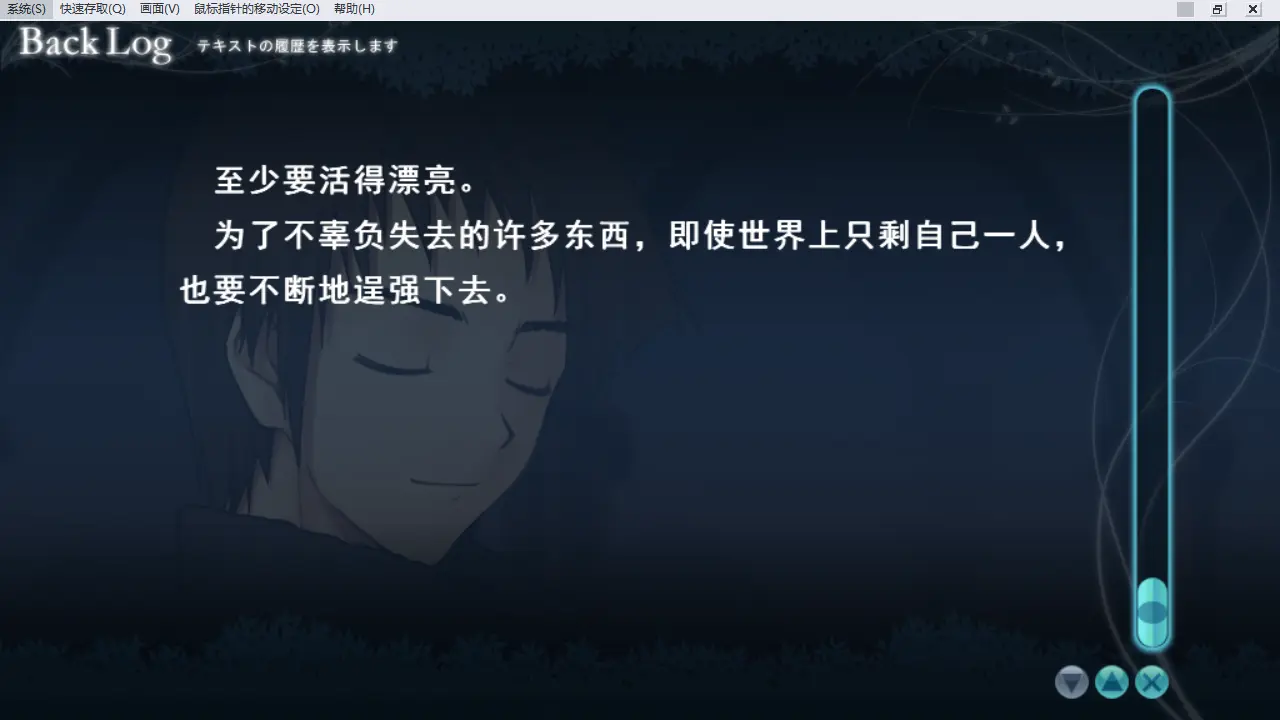 系统(S) 快速存取(Q) 画面(V) 鼠标指针的移动设定(O) 帮助(H)
Back Log テキストの履歴を表示します
至少要活得漂亮。
为了不辜负失去的许多东西，即使世界上只剩自己一人，
也要不断地逞强下去。